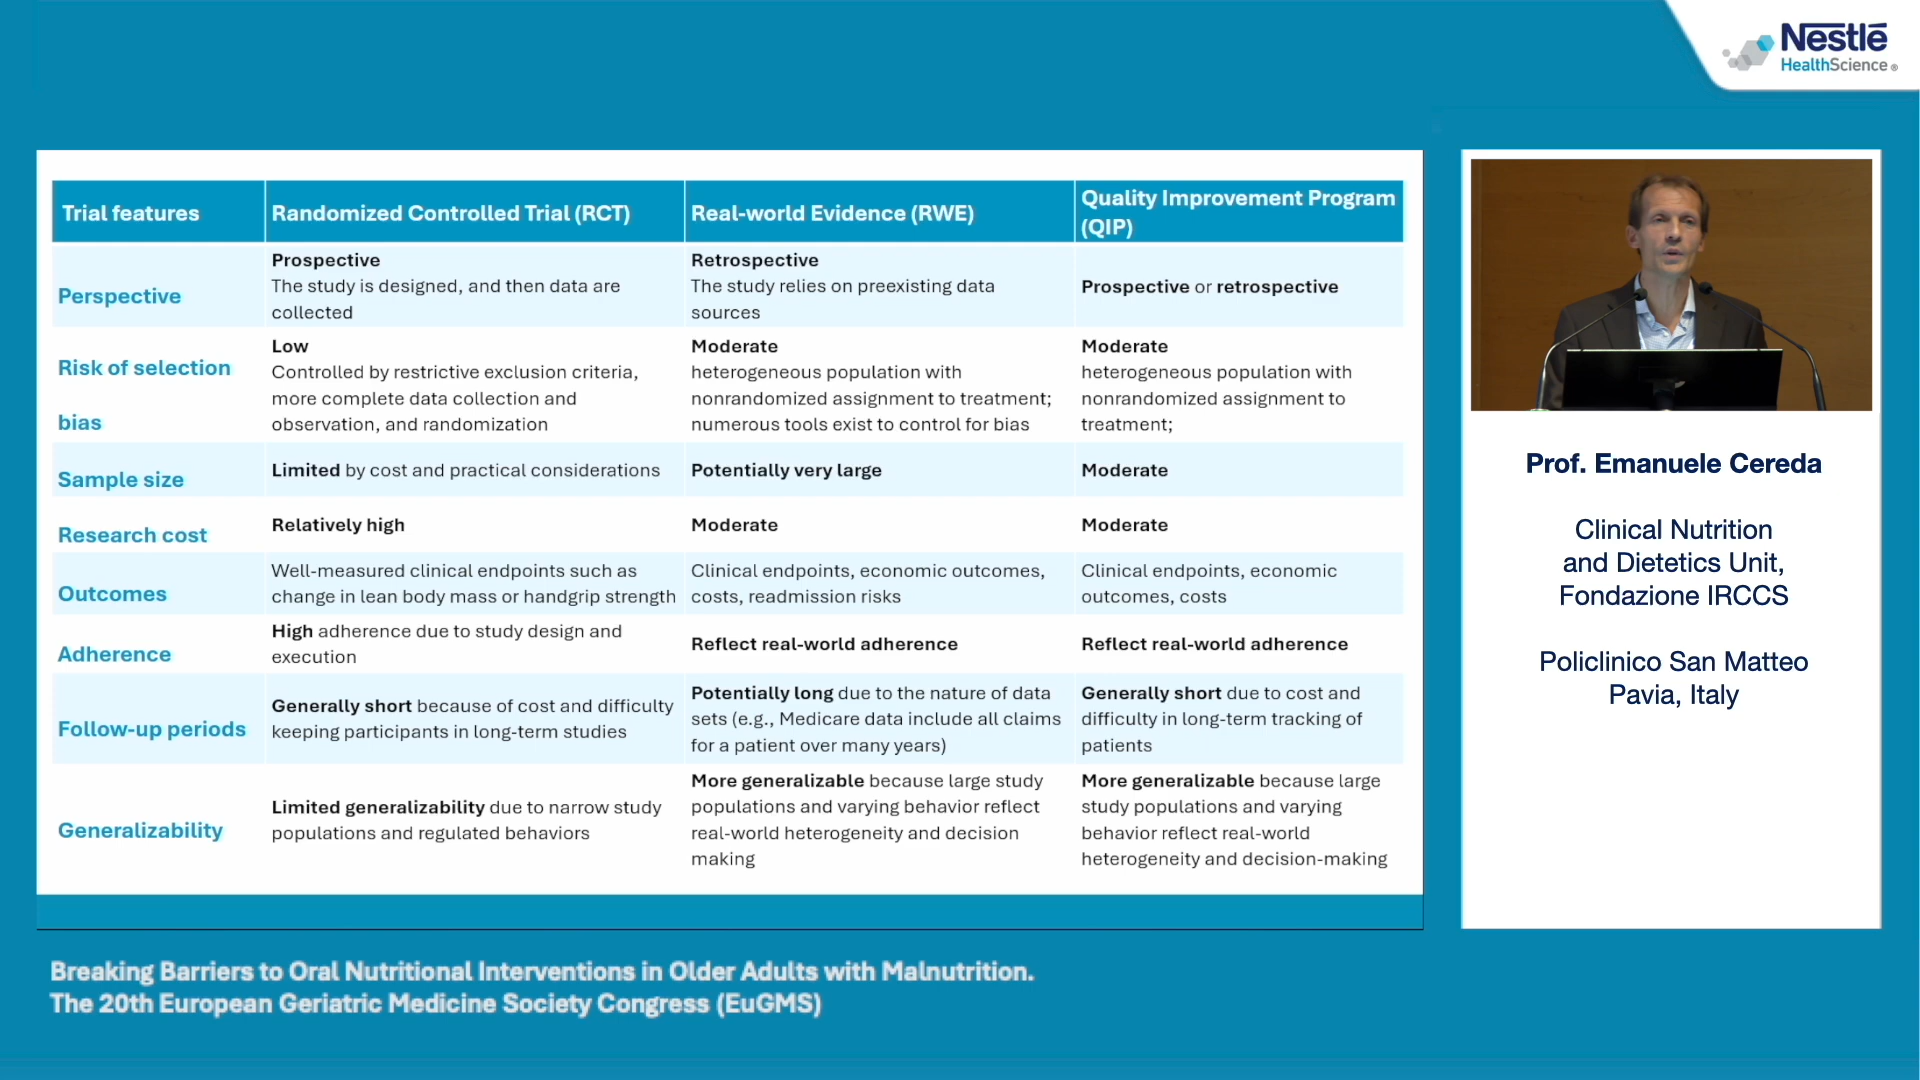 Nestlé
HealthScience®
Trial features
Randomized Controlled Trial (RCT)
Real-world Evidence (RWE)
Quality Improvement Program
(QIP)
Perspective
Prospective
The study is designed, and then data are
collected
Retrospective
The study relies on preexisting data
sources
Prospective or retrospective
Risk of selection
bias
Low
Controlled by restrictive exclusion criteria,
more complete data collection and
observation, and randomization
Moderate
heterogeneous population with
nonrandomized assignment to treatment;
numerous tools exist to control for bias
Moderate
heterogeneous population with
nonrandomized assignment to
treatment;
Sample size
Limited by cost and practical considerations
Potentially very large
Moderate
Research cost
Relatively high
Moderate
Moderate
Outcomes
Well-measured clinical endpoints such as
change in lean body mass or handgrip strength
Clinical endpoints, economic outcomes,
costs, readmission risks
Clinical endpoints, economic
outcomes, costs
Adherence
High adherence due to study design and
execution
Reflect real-world adherence
Reflect real-world adherence
Follow-up periods
Generally short because of cost and difficulty
keeping participants in long-term studies
Potentially long due to the nature of data
sets (e.g., Medicare data include all claims
for a patient over many years)
Generally short due to cost and
difficulty in long-term tracking of
patients
Generalizability
Limited generalizability due to narrow study
populations and regulated behaviors
More generalizable because large study
populations and varying behavior reflect
real-world heterogeneity and decision
making
More generalizable because large
study populations and varying
behavior reflect real-world
heterogeneity and decision-making
Prof. Emanuele Cereda
Clinical Nutrition
and Dietetics Unit,
Fondazione IRCCS
Policlinico San Matteo
Pavia, Italy
Breaking Barriers to Oral Nutritional Interventions in Older Adults with Malnutrition.
The 20th European Geriatric Medicine Society Congress (EuGMS)